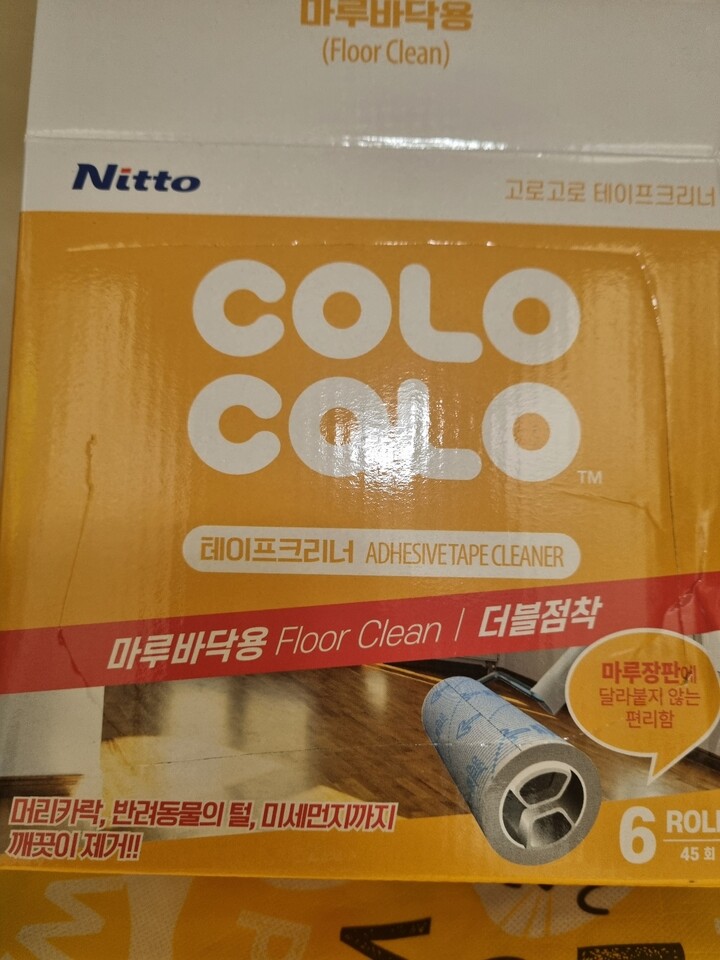 마루바닥용
(Floor Clean)
Nitto
고로고로 테이프크리너
COLO
COLO
TM
테이프크리너 ADHESIVE TAPE CLEANER
마루바닥용 Floor Clean | 더블점착
마루장판에
달라붙지 않는
편리함
머리카락, 반려동물의 털, 미세먼지까지
깨끗이 제거!!
6 ROLL
45 회